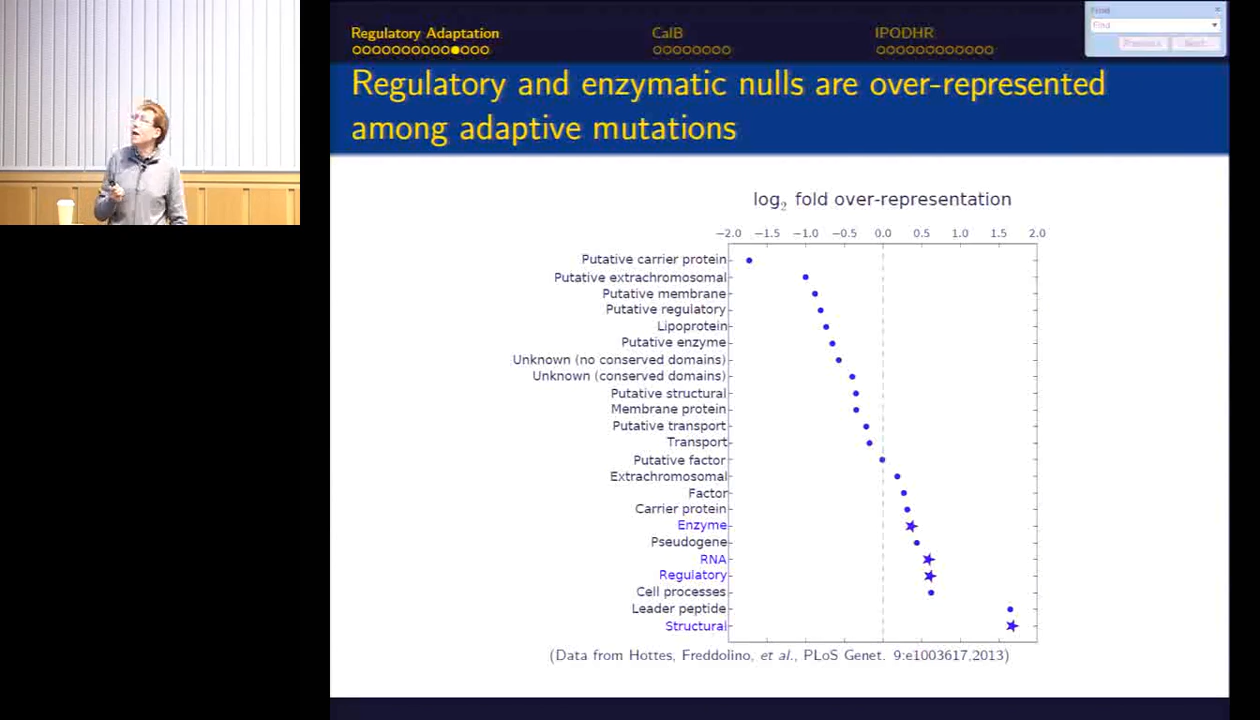 Regulatory Adaptation
CalB
IPODHR
Find
Find
Previous
Next
Regulatory and enzymatic nulls are over-represented
among adaptive mutations
log2 fold over-representation
−2.0 −1.5 −1.0 −0.5 0.0 0.5 1.0 1.5 2.0
Putative carrier protein
Putative extrachromosomal
Putative membrane
Putative regulatory
Lipoprotein
Putative enzyme
Unknown (no conserved domains)
Unknown (conserved domains)
Putative structural
Membrane protein
Putative transport
Transport
Putative factor
Extrachromosomal
Factor
Carrier protein
Enzyme
Pseudogene
RNA
Regulatory
Cell processes
Leader peptide
Structural
(Data from Hottes, Freddolino, et al., PLoS Genet. 9:e1003617,2013)